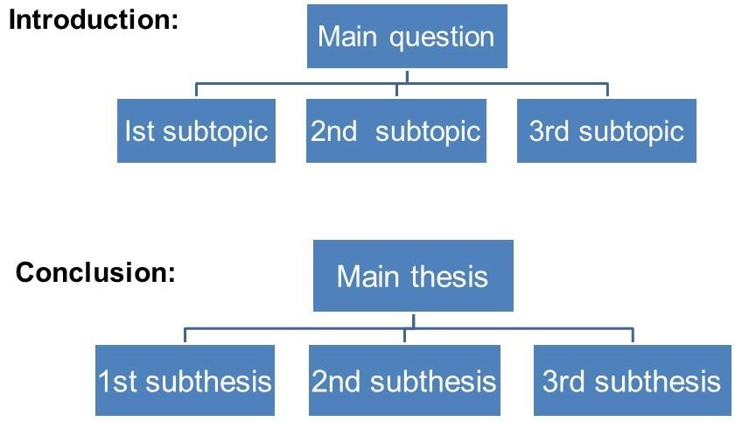 Introduction:
Main question
Ist subtopic
2nd subtopic
3rd subtopic
Conclusion:
Main thesis
1st subthesis
2nd subthesis
3rd subthesis